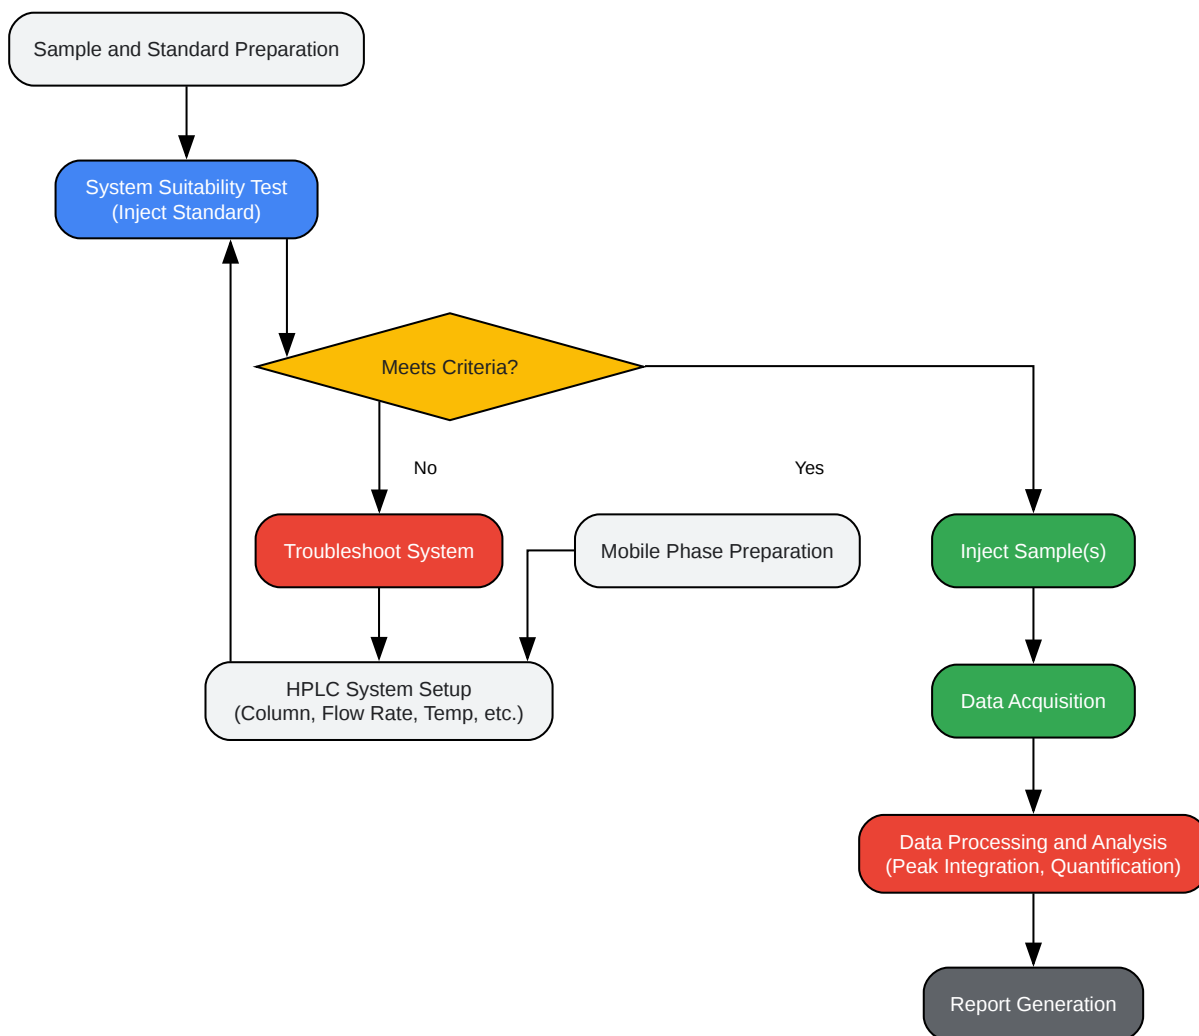 Sample and Standard Preparation
System Suitability Test
(Inject Standard)
Meets Criteria?
No
Yes
Troubleshoot System
Mobile Phase Preparation
Inject Sample(s)
HPLC System Setup
(Column, Flow Rate, Temp, etc.)
Data Acquisition
Data Processing and Analysis
(Peak Integration, Quantification)
Report Generation